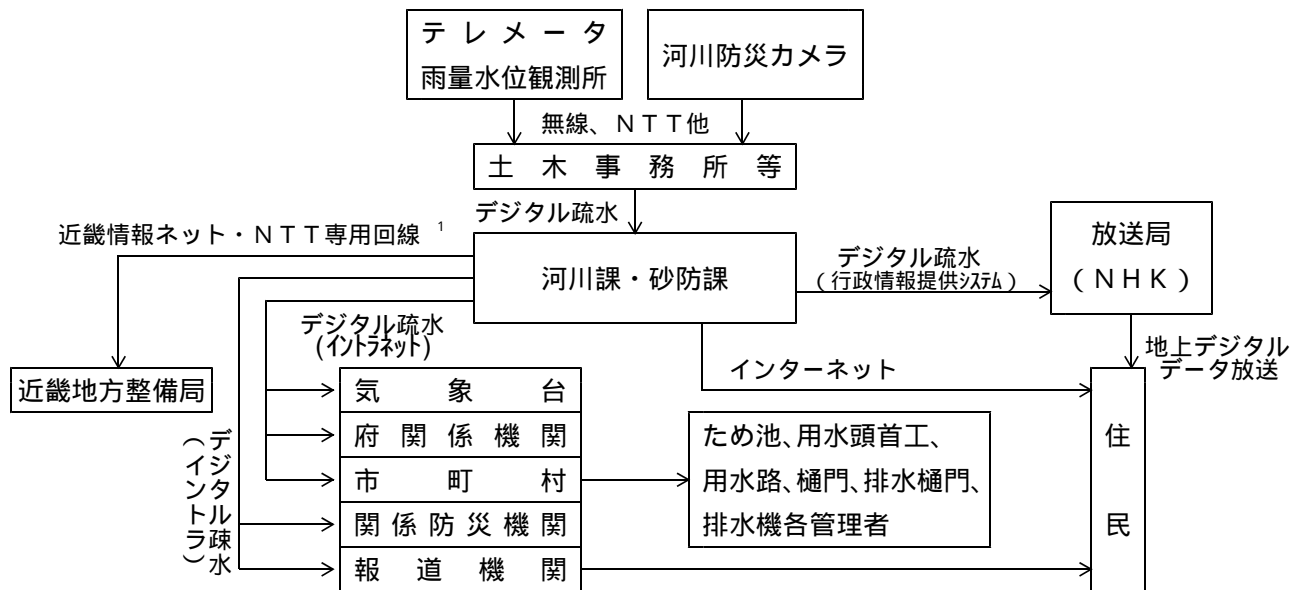 テレメータ
雨量水位観測所
河川防災カメラ
無線、ＮＴＴ他
土木事務所等
デジタル疏水
近畿情報ネット・ＮＴＴ専用回線 1
河川課・砂防課
デジタル疏水
(行政情報提供ｼｽﾃﾑ)
放送局
(ＮＨＫ)
デジタル疏水
(ｲﾝﾄﾗﾈｯﾄ)
地上デジタル
データ放送
インターネット
近畿地方整備局
気象台
府関係機関
市町村
関係防災機関
報道機関
デジタル疎水
(イントラ)
ため池、用水頭首工、
用水路、樋門、排水樋門、
排水機各管理者
住民